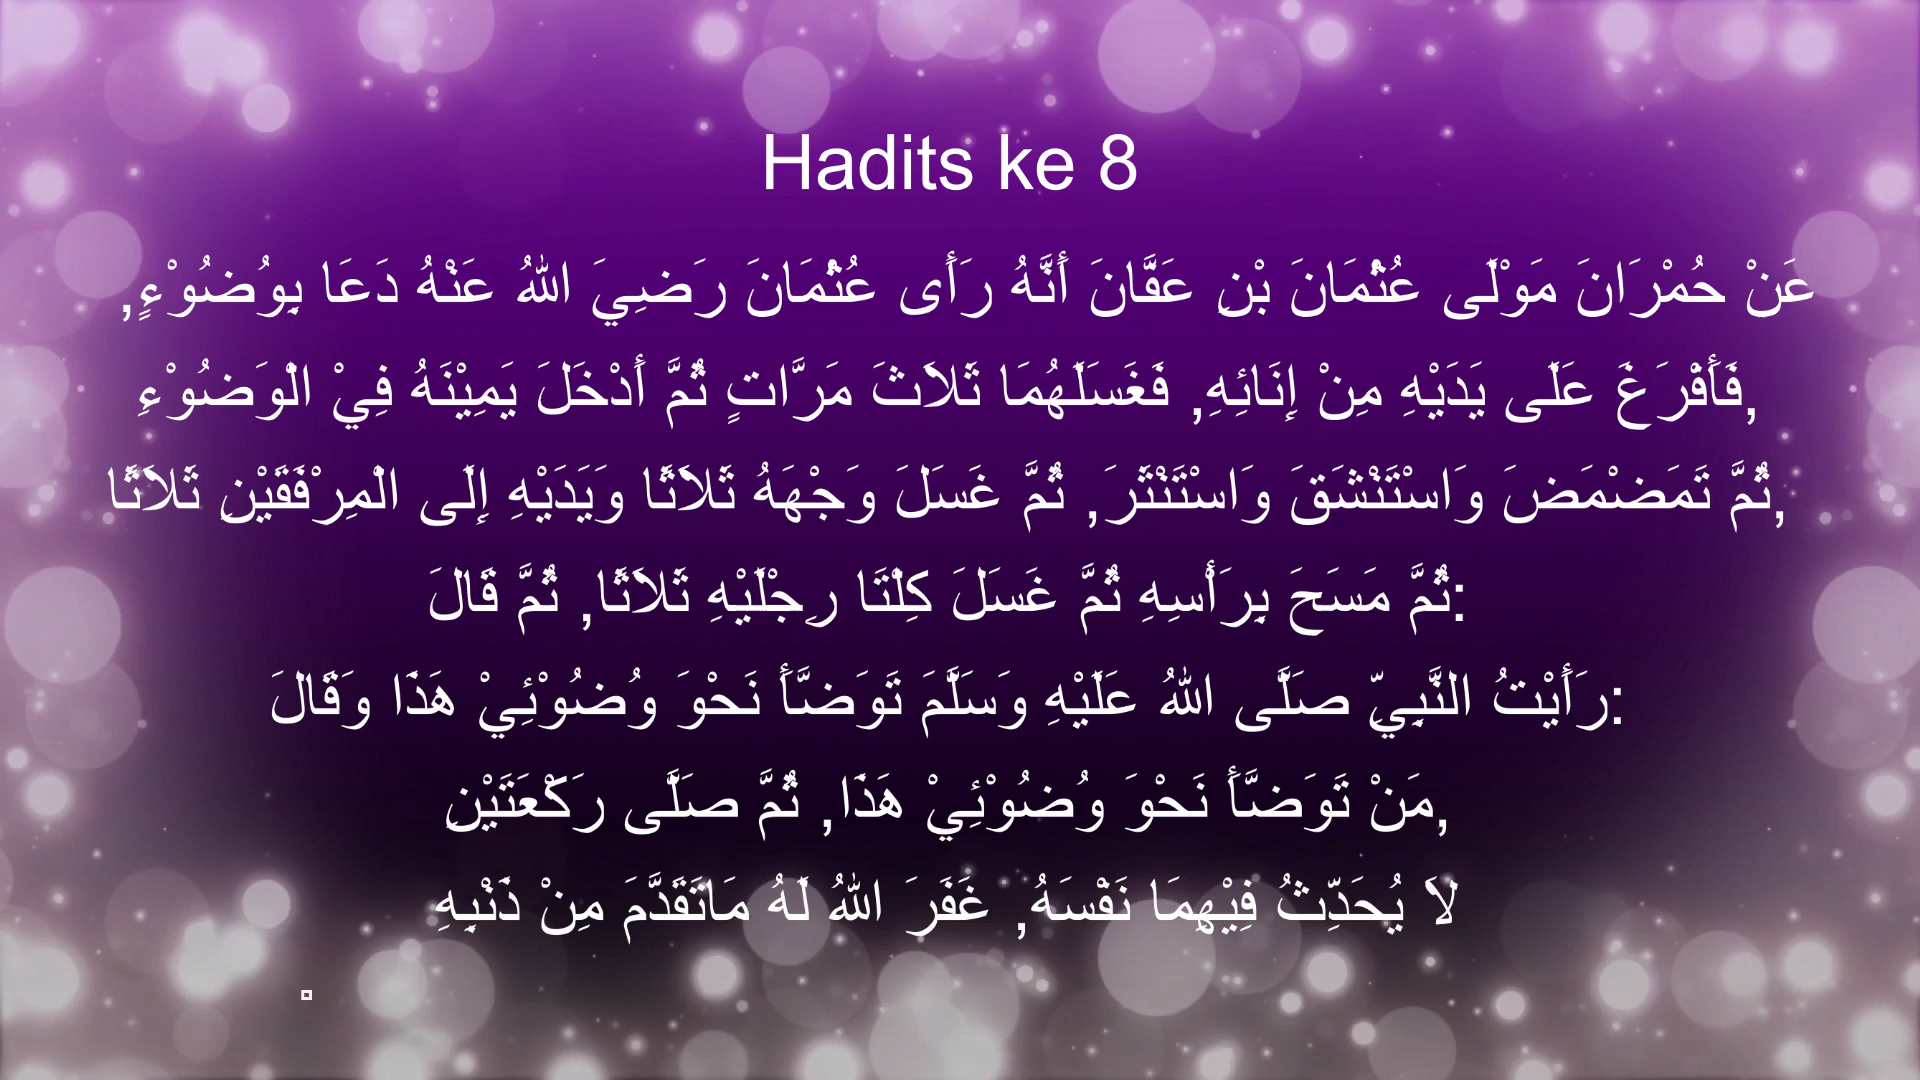 Hadits ke 8
عَنْ حُمْرَانَ مَوْلَى عُثْمَانَ بْنِ عَفَّانَ أَنَّهُ رَأَى عُثْمَانَ رَضِيَ اللهُ عَنْهُ دَعَا بِوُضُوْءٍ,
فَأَفْرَغَ عَلَى يَدَيْهِ مِنْ إِنَائِهِ, فَغَسَلَهُمَا ثَلاَثَ مَرَّاتٍ ثُمَّ أَدْخَلَ يَمِيْنَهُ فِيْ الْوَضُوْءِ,
ثُمَّ تَمَضْمَضَ وَاسْتَنْشَقَ وَاسْتَنْثَرَ, ثُمَّ غَسَلَ وَجْهَهُ ثَلاَثًا وَيَدَيْهِ إِلَى الْمِرْفَقَيْنِ ثَلاَثًا,
ثُمَّ مَسَحَ بِرَأْسِهِ ثُمَّ غَسَلَ كِلْتَا رِجْلَيْهِ ثَلاَثًا, ثُمَّ قَالَ:
رَأَيْتُ النَّبِيّ صَلَّى اللهُ عَلَيْهِ وَسَلَّمَ تَوَضَّأَ نَحْوَ وُضُوْئِيْ هَذَا وَقَالَ:
مَنْ تَوَضَّأَ نَحْوَ وُضُوْئِيْ هَذَا, ثُمَّ صَلَّى رَكْعَتَيْنِ,
لاَ يُحَدِّثُ فِيْهِمَا نَفْسَهُ, غَفَرَ اللهُ لَهُ مَاتَقَدَّمَ مِنْ ذَنْبِهِ